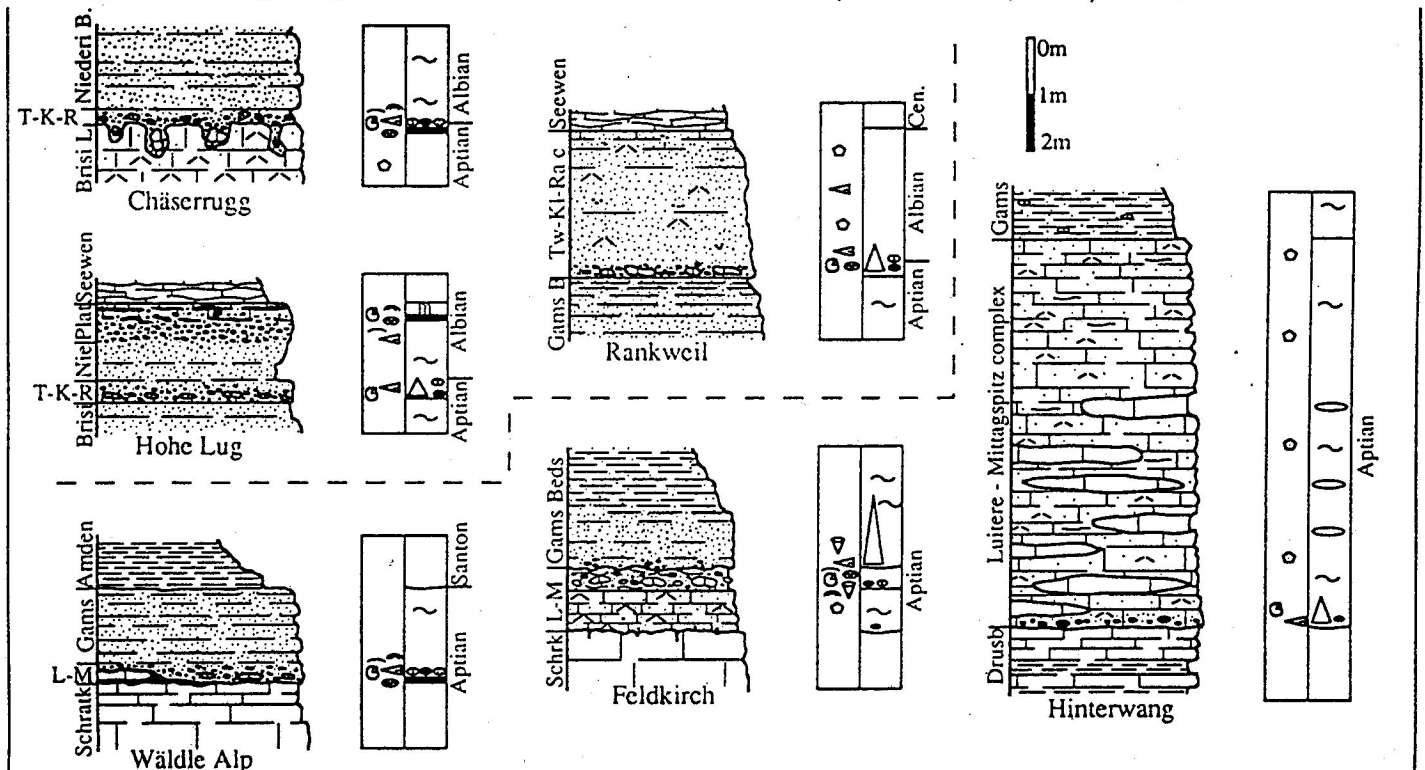 Niederi B.
T-K-R
Brisi L
Albian
Aptian
Chäserrugg
Seewen
Tw-Kl-Ra c
Gams B
Cen.
Albian
Aptian
Rankweil
0m
1m
2m
Seewen
Plat
Nie
T-K-R
Brisi
Albian
Aptian
Hohe Lug
Amden
Gams
L-M
Schratk
Santon
Aptian
Wäldle Alp
Gams Beds
L-M
Schrk
Aptian
Feldkirch
Gams
Luitere - Mittagspitz complex
Drusb
Aptian
Hinterwang